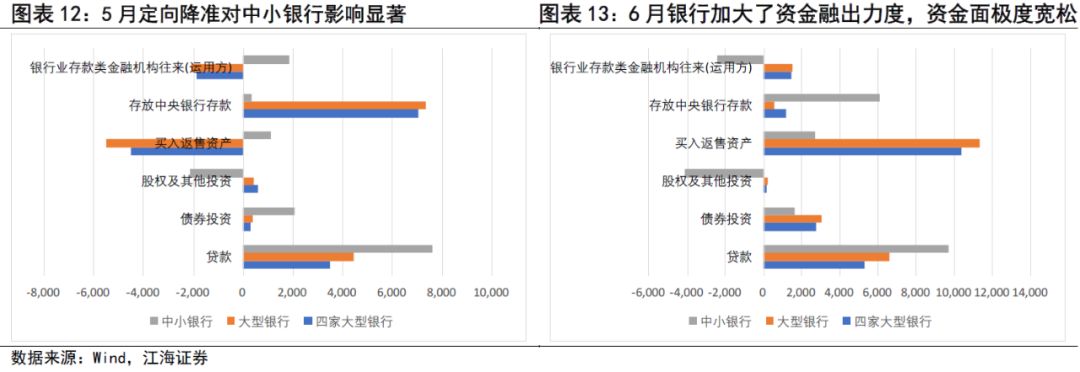 图表 12：5 月定向降准对中小银行影响显著
银行业存款类金融机构往来(运用方)
存放中央银行存款
买入返售资产
股权及其他投资
债券投资
贷款
-8,000 -6,000 -4,000 -2,000 0 2,000 4,000 6,000 8,000 10,000
中小银行 大型银行 四家大型银行
图表 13：6 月银行加大了资金融出力度，资金面极度宽松
银行业存款类金融机构往来(运用方)
存放中央银行存款
买入返售资产
股权及其他投资
债券投资
贷款
-6,000 -4,000 -2,000 0 2,000 4,000 6,000 8,000 10,000 12,000 14,000
中小银行 大型银行 四家大型银行
数据来源：Wind，江海证券